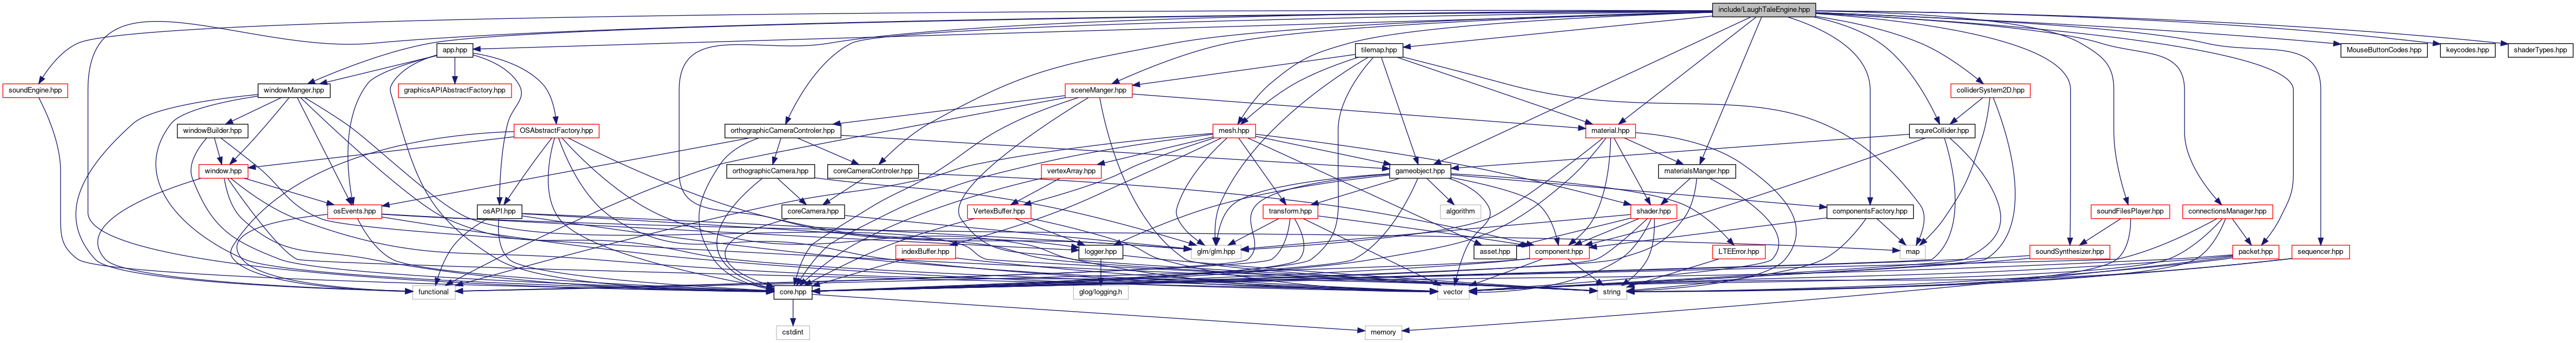 include/LaughTaleEngine.hpp
app.hpp
tilemap.hpp
MouseButtonCodes.hpp
keycodes.hpp
shaderTypes.hpp
soundEngine.hpp
windowManger.hpp
graphicsAPIAbstractFactory.hpp
sceneManger.hpp
colliderSystem2D.hpp
windowBuilder.hpp
OSAbstractFactory.hpp
orthographicCameraControler.hpp
mesh.hpp
material.hpp
squreCollider.hpp
window.hpp
orthographicCamera.hpp
coreCameraControler.hpp
vertexArray.hpp
gameobject.hpp
materialsManger.hpp
osEvents.hpp
osAPI.hpp
coreCamera.hpp
VertexBuffer.hpp
transform.hpp
algorithm
shader.hpp
componentsFactory.hpp
soundFilesPlayer.hpp
connectionsManager.hpp
indexBuffer.hpp
logger.hpp
glm/glm.hpp
asset.hpp
component.hpp
LTEError.hpp
map
soundSynthesizer.hpp
packet.hpp
sequencer.hpp
functional
core.hpp
glog/logging.h
vector
string
cstdint
memory